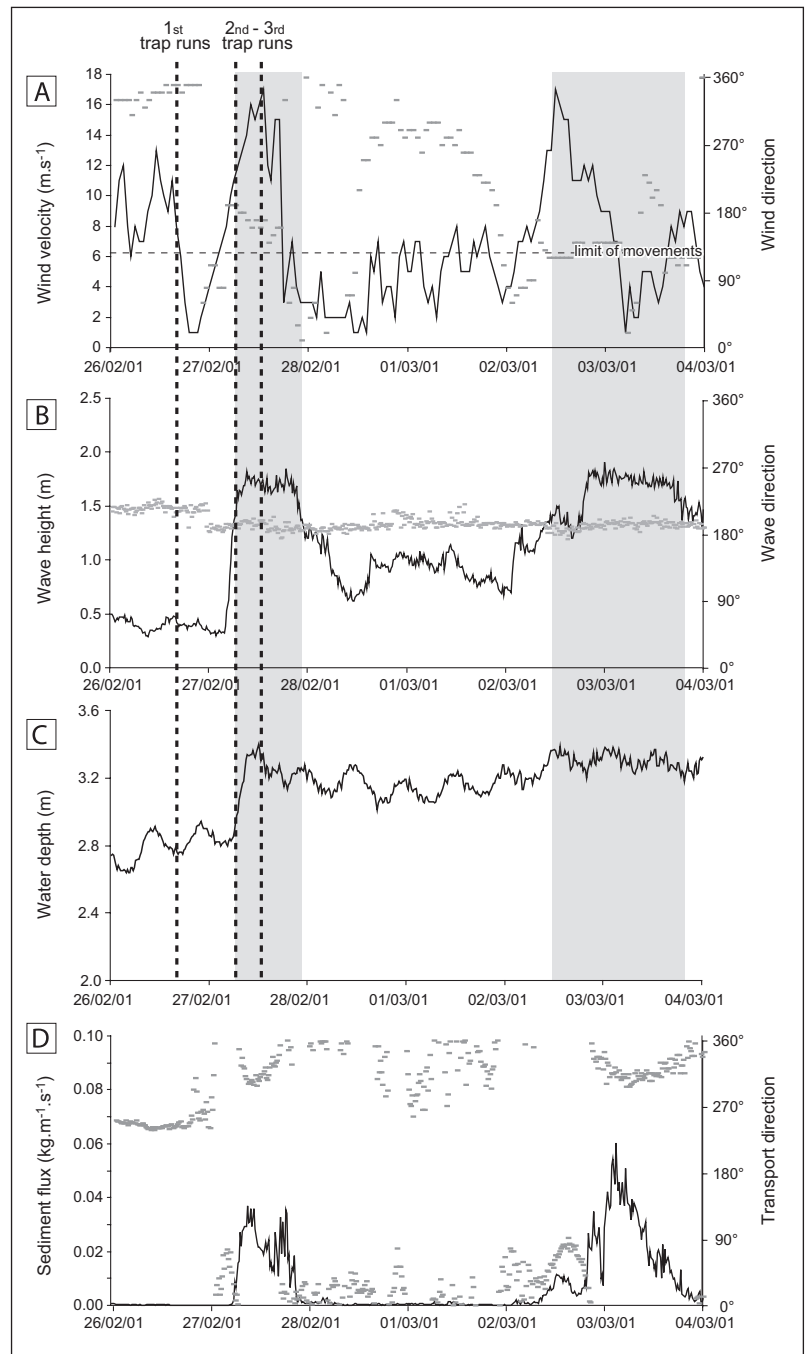 1st
trap runs
2nd - 3rd
trap runs
A
18
16
14
12
10
8
6
4
2
0
Wind velocity (m.s-1)
360°
270°
180°
90°
0°
Wind direction
limit of movements
26/02/01 27/02/01 28/02/01 01/03/01 02/03/01 03/03/01 04/03/01
B
2.5
2.0
1.5
1.0
0.5
0.0
Wave height (m)
360°
270°
180°
90°
0°
Wave direction
26/02/01 27/02/01 28/02/01 01/03/01 02/03/01 03/03/01 04/03/01
C
3.6
3.2
2.8
2.4
2.0
Water depth (m)
26/02/01 27/02/01 28/02/01 01/03/01 02/03/01 03/03/01 04/03/01
D
0.10
0.08
0.06
0.04
0.02
0.00
Sediment flux (kg.m-1.s-1)
360°
270°
180°
90°
0°
Transport direction
26/02/01 27/02/01 28/02/01 01/03/01 02/03/01 03/03/01 04/03/01